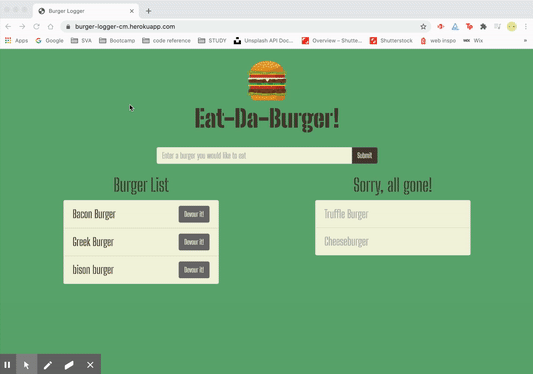 Burger Logger
burger-logger-cm.herokuapp.com
Apps
Google
SVA
Bootcamp
code reference
STUDY
Unsplash API Doc...
Overview – Shutte...
Shutterstock
web inspo
WIX
Wix
»
Eat-Da-Burger!
Enter a burger you would like to eat
Submit
Burger List
Sorry, all gone!
Bacon Burger
Devour it!
Truffle Burger
Greek Burger
Devour it!
Cheeseburger
bison burger
Devour it!